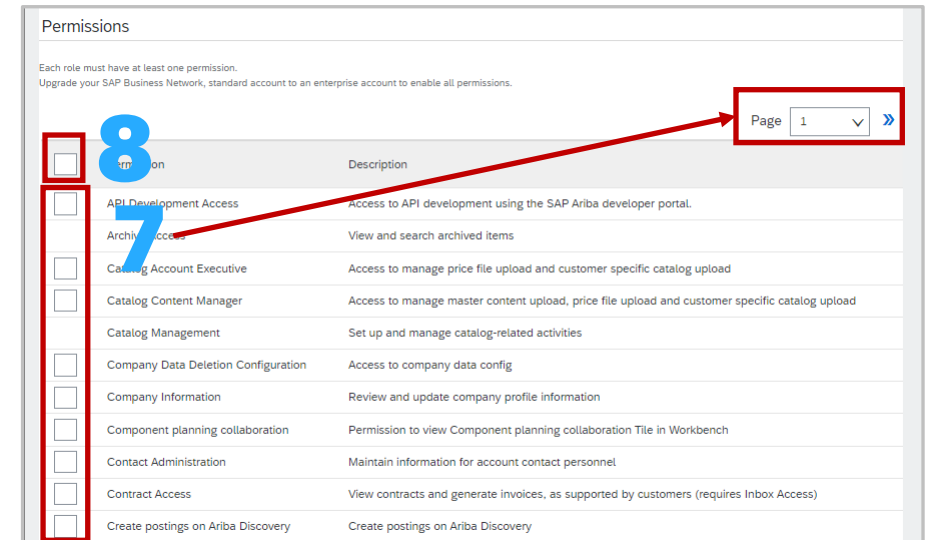 Permissions
Each role must have at least one permission.
Upgrade your SAP Business Network, standard account to an enterprise account to enable all permissions.
Page 1 »
8
Permission Description
API Development Access Access to API development using the SAP Ariba developer portal.
7
Archive Access View and search archived items
Catalog Account Executive Access to manage price file upload and customer specific catalog upload
Catalog Content Manager Access to manage master content upload, price file upload and customer specific catalog upload
Catalog Management Set up and manage catalog-related activities
Company Data Deletion Configuration Access to company data config
Company Information Review and update company profile information
Component planning collaboration Permission to view Component planning collaboration Tile in Workbench
Contact Administration Maintain information for account contact personnel
Contract Access View contracts and generate invoices, as supported by customers (requires Inbox Access)
Create postings on Ariba Discovery Create postings on Ariba Discovery